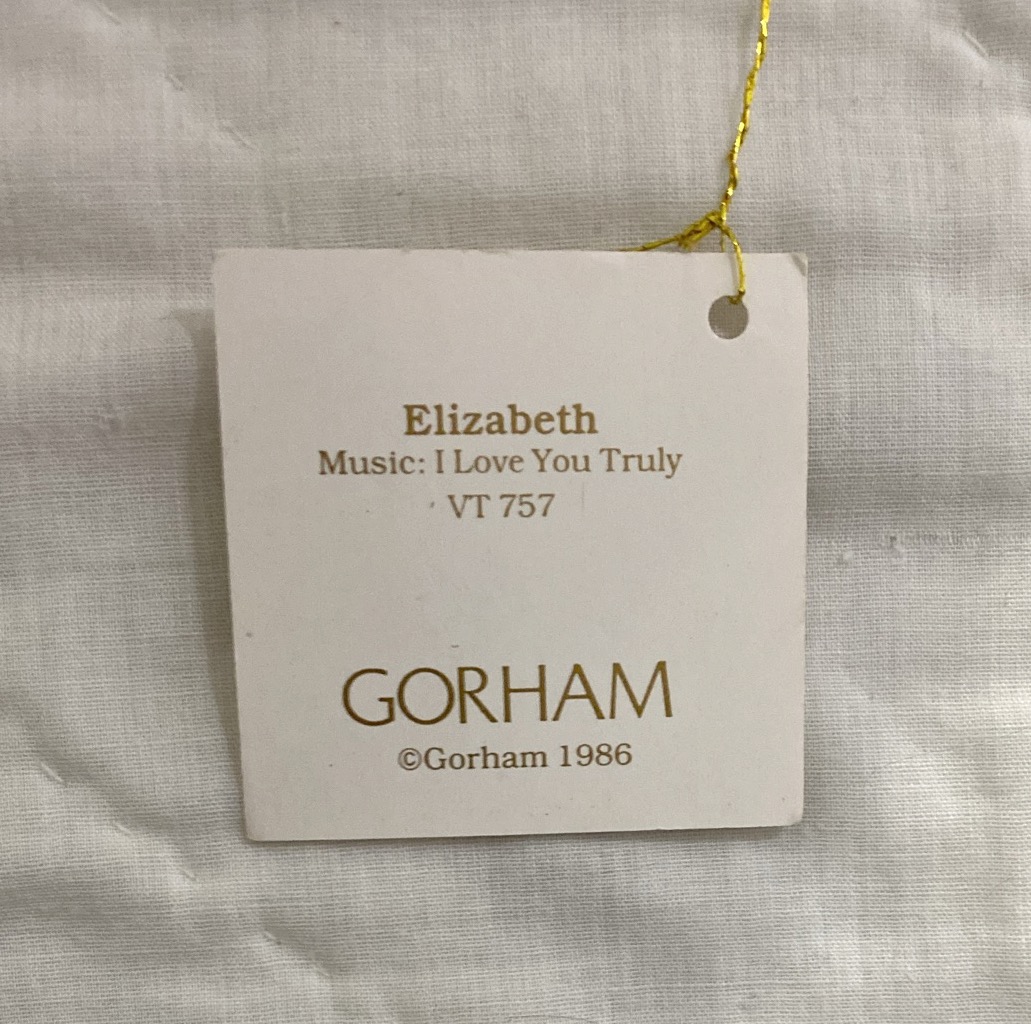 Elizabeth
Music: I Love You Truly
VT 757
GORHAM
©Gorham 1986